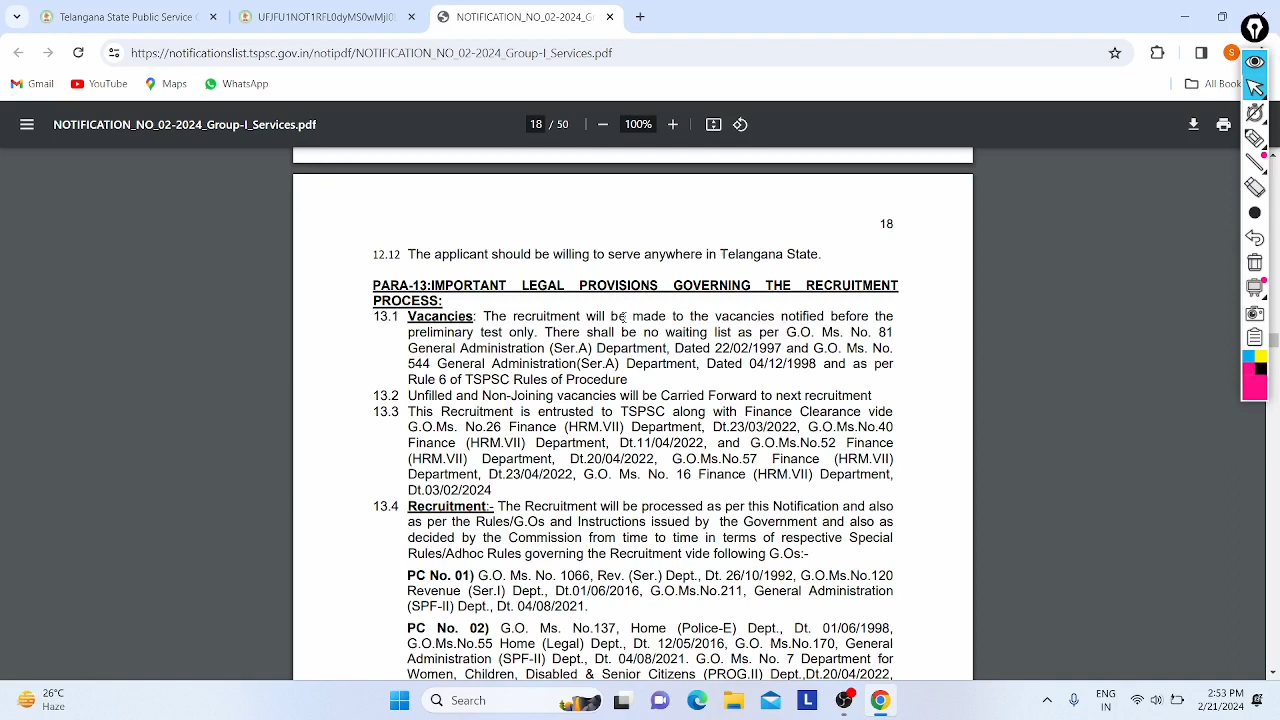 Telangana State Public Service C
UFJFU1NOT1RFL0dyMS0wMjI0
NOTIFICATION_NO_02-2024_G
https://notificationslist.tspsc.gov.in/notipdf/NOTIFICATION_NO_02-2024_Group-I_Services.pdf
S
Gmail
YouTube
Maps
WhatsApp
All Book
NOTIFICATION_NO_02-2024_Group-I_Services.pdf
18 / 50
100%
18
12.12 The applicant should be willing to serve anywhere in Telangana State.
PARA-13:IMPORTANT LEGAL PROVISIONS GOVERNING THE RECRUITMENT
PROCESS:
13.1 Vacancies: The recruitment will be made to the vacancies notified before the
preliminary test only. There shall be no waiting list as per G.O. Ms. No. 81
General Administration (Ser.A) Department, Dated 22/02/1997 and G.O. Ms. No.
544 General Administration(Ser.A) Department, Dated 04/12/1998 and as per
Rule 6 of TSPSC Rules of Procedure
13.2 Unfilled and Non-Joining vacancies will be Carried Forward to next recruitment
13.3 This Recruitment is entrusted to TSPSC along with Finance Clearance vide
G.O.Ms. No.26 Finance (HRM.VII) Department, Dt.23/03/2022, G.O.Ms.No.40
Finance (HRM.VII) Department, Dt.11/04/2022, and G.O.Ms.No.52 Finance
(HRM.VII) Department, Dt.20/04/2022, G.O.Ms.No.57 Finance (HRM.VII)
Department, Dt.23/04/2022, G.O. Ms. No. 16 Finance (HRM.VII) Department,
Dt.03/02/2024
13.4 Recruitment:- The Recruitment will be processed as per this Notification and also
as per the Rules/G.Os and Instructions issued by the Government and also as
decided by the Commission from time to time in terms of respective Special
Rules/Adhoc Rules governing the Recruitment vide following G.Os:-
PC No. 01) G.O. Ms. No. 1066, Rev. (Ser.) Dept., Dt. 26/10/1992, G.O.Ms.No.120
Revenue (Ser.I) Dept., Dt.01/06/2016, G.O.Ms.No.211, General Administration
(SPF-II) Dept., Dt. 04/08/2021.
PC No. 02) G.O. Ms. No.137, Home (Police-E) Dept., Dt. 01/06/1998,
G.O.Ms.No.55 Home (Legal) Dept., Dt. 12/05/2016, G.O. Ms.No.170, General
Administration (SPF-II) Dept., Dt. 04/08/2021. G.O. Ms. No. 7 Department for
Women, Children, Disabled & Senior Citizens (PROG.II) Dept.,Dt.20/04/2022,
26°C
Haze
Search
L
ENG
IN
2:53 PM
2/21/2024